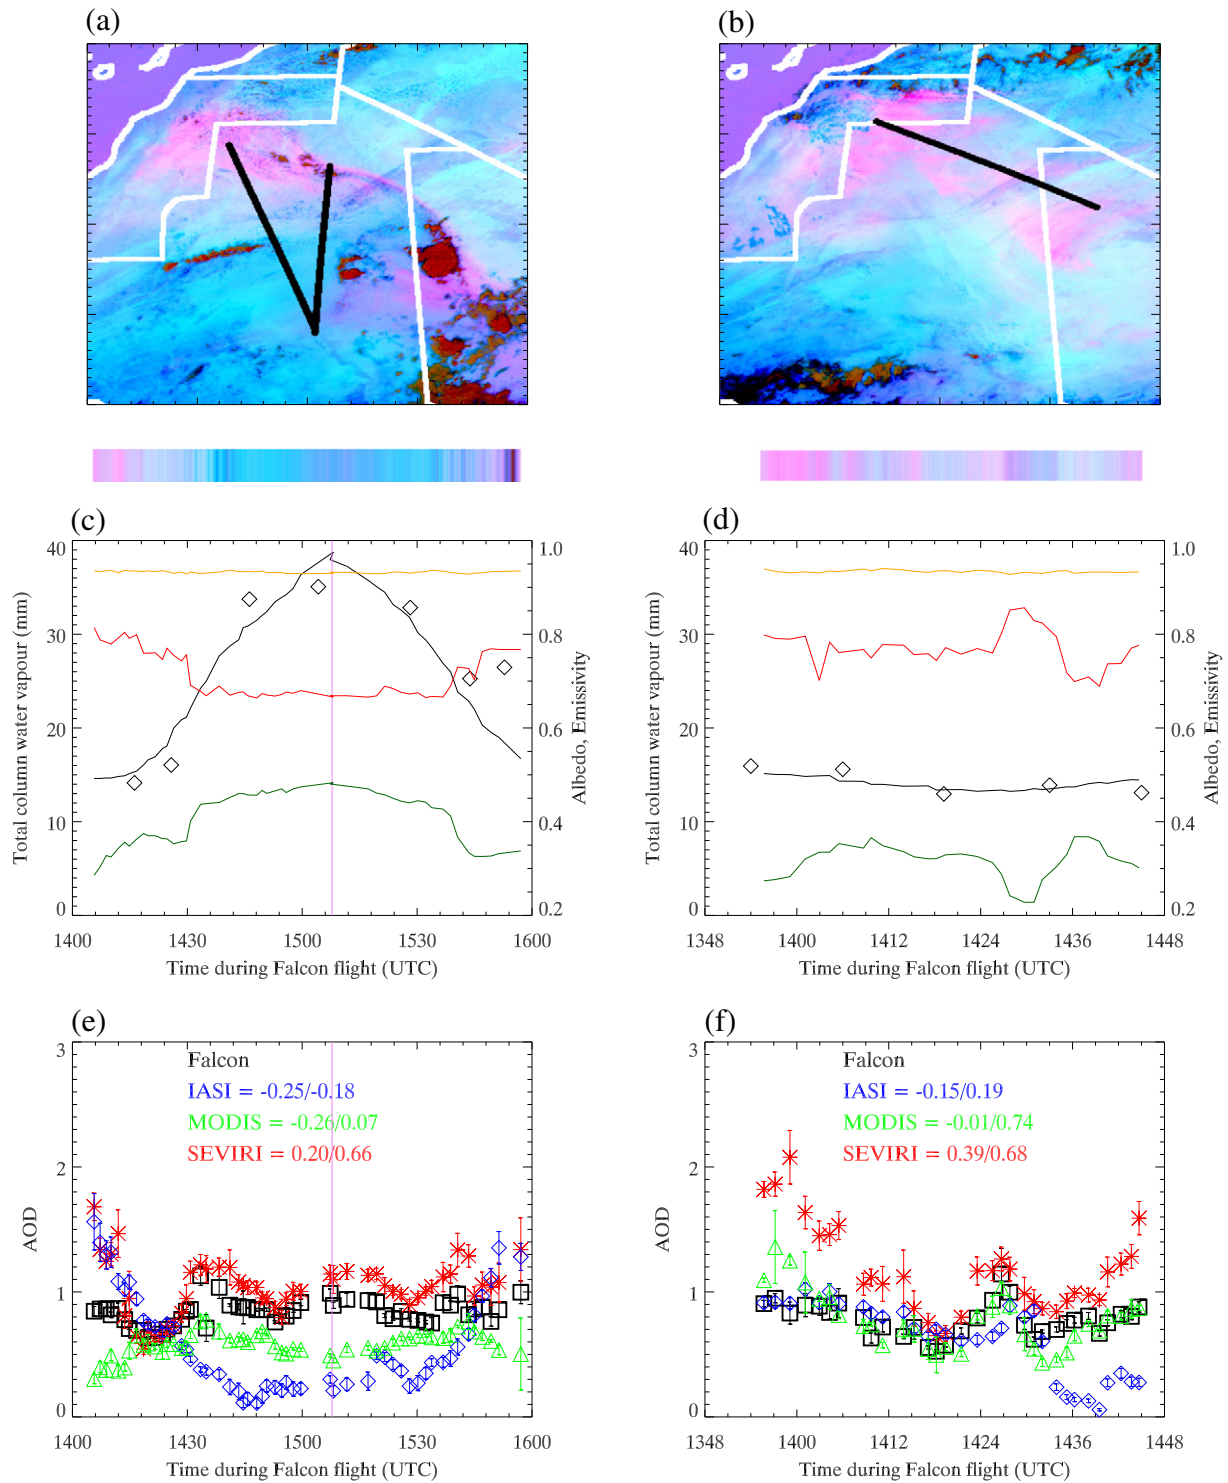 (a)
(b)
(c)
40
30
20
10
0
1.0
0.8
0.6
0.4
0.2
Total column water vapour (mm)
Albedo, Emissivity
1400
1430
1500
1530
1600
Time during Falcon flight (UTC)
(d)
40
30
20
10
0
1.0
0.8
0.6
0.4
0.2
Total column water vapour (mm)
Albedo, Emissivity
1348
1400
1412
1424
1436
1448
Time during Falcon flight (UTC)
(e)
3
2
1
0
AOD
Falcon
IASI = -0.25/-0.18
MODIS = -0.26/0.07
SEVIRI = 0.20/0.66
1400
1430
1500
1530
1600
Time during Falcon flight (UTC)
(f)
3
2
1
0
AOD
Falcon
IASI = -0.15/0.19
MODIS = -0.01/0.74
SEVIRI = 0.39/0.68
1348
1400
1412
1424
1436
1448
Time during Falcon flight (UTC)